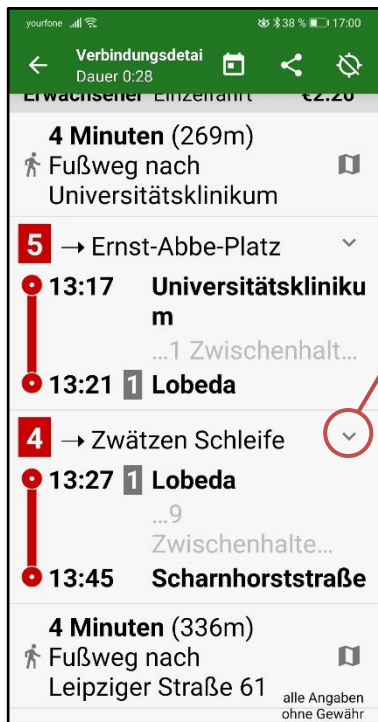 yourfone 38 % 17:00
Verbindungsdetai
Dauer 0:28
Erwachsener Einzelfahrt €2.20
4 Minuten (269m)
Fußweg nach
Universitätsklinikum
5 → Ernst-Abbe-Platz
13:17 Universitätskliniku
m
...1 Zwischenhalt...
13:21 1 Lobeda
4 → Zwätzen Schleife
13:27 1 Lobeda
...9
Zwischenhalte...
13:45 Scharnhorststraße
4 Minuten (336m)
Fußweg nach
Leipziger Straße 61
alle Angaben
ohne Gewähr